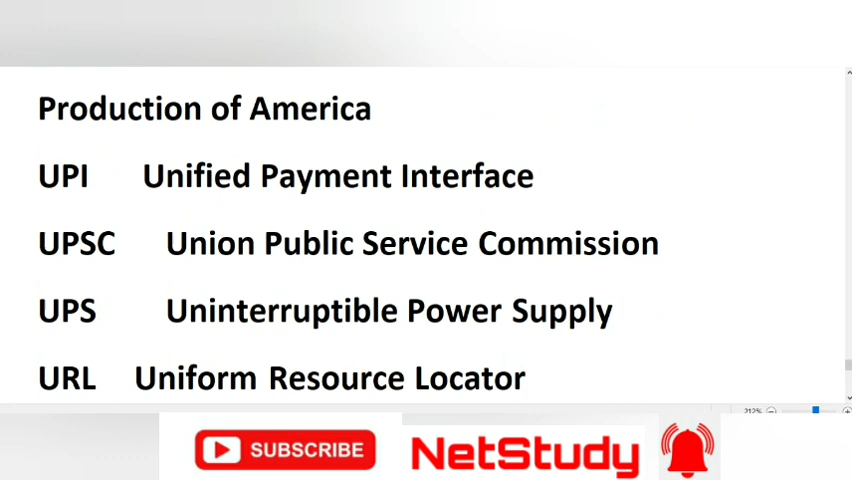 Production of America
UPI Unified Payment Interface
UPSC Union Public Service Commission
UPS Uninterruptible Power Supply
URL Uniform Resource Locator
212%
SUBSCRIBE NetStudy